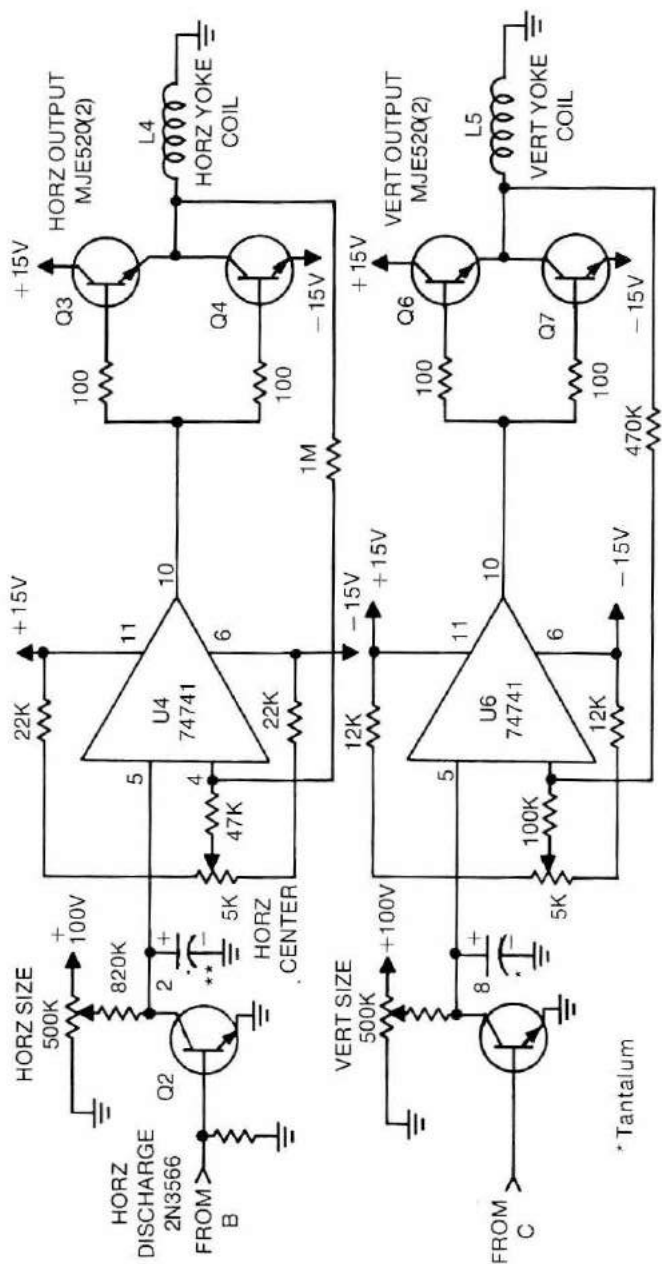 HORZ SIZE
500K
+
100V
820K
2
+
−
**
HORZ
DISCHARGE
2N3566
FROM
B
Q2
HORZ
CENTER
5K
22K
+15V
5
4
47K
U4
74741
11
6
10
22K
−15V
1M
100
100
+15V
Q3
Q4
−15V
HORZ OUTPUT
MJE520(2)
L4
HORZ YOKE
COIL
VERT SIZE
500K
+100V
8
+
−
*
FROM
C
5K
12K
+15V
5
100K
U6
74741
11
6
10
12K
−15V
470K
100
100
+15V
Q6
Q7
−15V
VERT OUTPUT
MJE520(2)
L5
VERT YOKE
COIL
* Tantalum